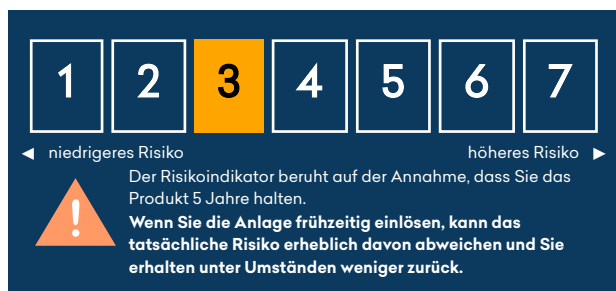 1 2 3 4 5 6 7
◄ niedrigeres Risiko höheres Risiko ►
Der Risikoindikator beruht auf der Annahme, dass Sie das
Produkt 5 Jahre halten.
Wenn Sie die Anlage frühzeitig einlösen, kann das
tatsächliche Risiko erheblich davon abweichen und Sie
erhalten unter Umständen weniger zurück.